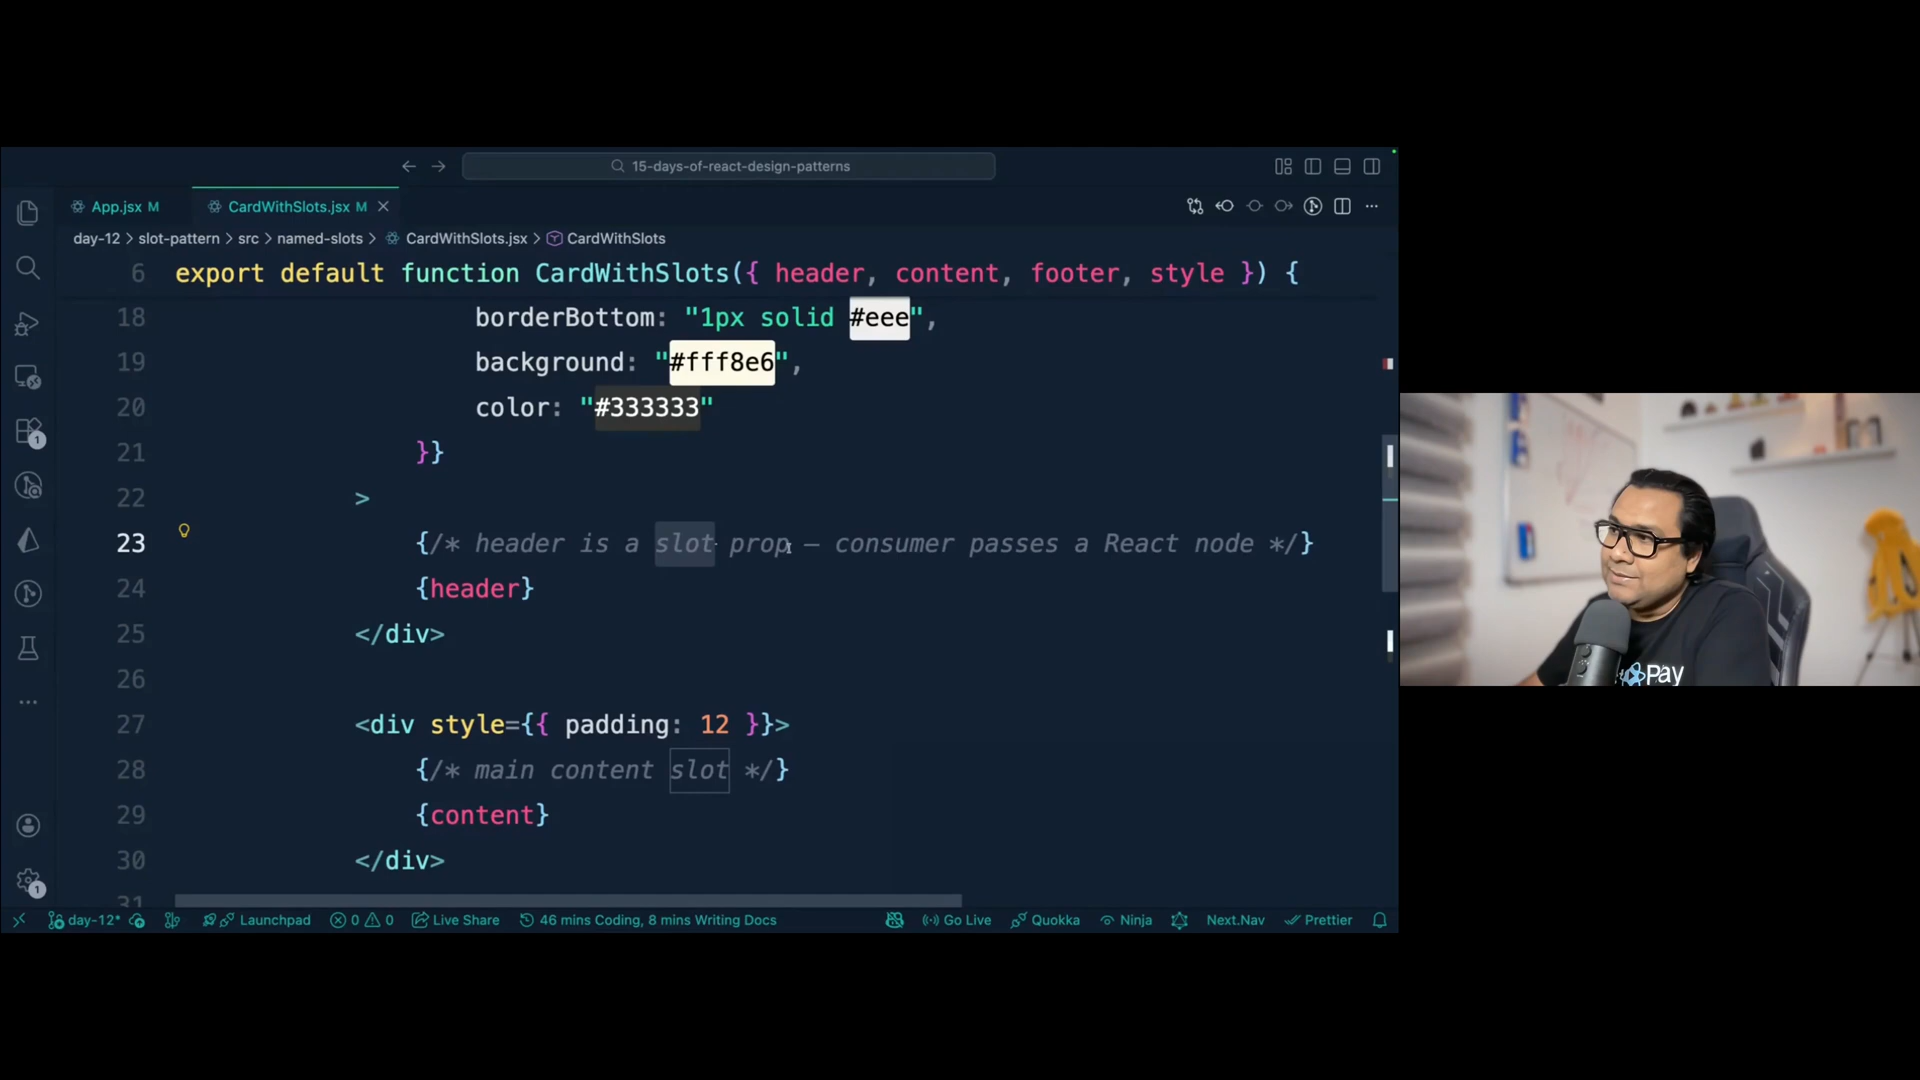 15-days-of-react-design-patterns
App.jsx M
CardWithSlots.jsx M
day-12 > slot-pattern > src > named-slots > CardWithSlots.jsx > CardWithSlots
6 export default function CardWithSlots({ header, content, footer, style }) {
18 borderBottom: "1px solid #eee",
19 background: "#fff8e6",
20 color: "#333333"
21 }}
22 >
23 {/* header is a slot prop — consumer passes a React node */}
24 {header}
25 </div>
26
27 <div style={{ padding: 12 }}>
28 {/* main content slot */}
29 {content}
30 </div>
31
1
1
day-12* Launchpad 0 0 Live Share 46 mins Coding, 8 mins Writing Docs Go Live Quokka Ninja Next.Nav Prettier
Pay